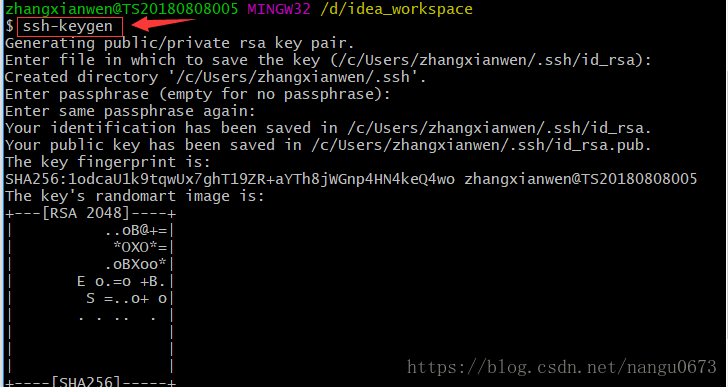 zhangxianwen@TS20180808005 MINGW32 /d/idea_workspace
$ ssh-keygen
Generating public/private rsa key pair.
Enter file in which to save the key (/c/Users/zhangxianwen/.ssh/id_rsa):
Created directory '/c/Users/zhangxianwen/.ssh'.
Enter passphrase (empty for no passphrase):
Enter same passphrase again:
Your identification has been saved in /c/Users/zhangxianwen/.ssh/id_rsa.
Your public key has been saved in /c/Users/zhangxianwen/.ssh/id_rsa.pub.
The key fingerprint is:
SHA256:1odcaU1k9tqwUx7ghT19ZR+aYTh8jWGnp4HN4keQ4wo zhangxianwen@TS20180808005
The key's randomart image is:
+---[RSA 2048]----+
|         ..oB@+=|
|          *OXO*=|
|         .oBXoo*|
|      E o.=o +B.|
|       S =..o+ o|
|      . . ..  . |
|                 |
|                 |
|                 |
+----[SHA256]-----+
https://blog.csdn.net/nangu0673